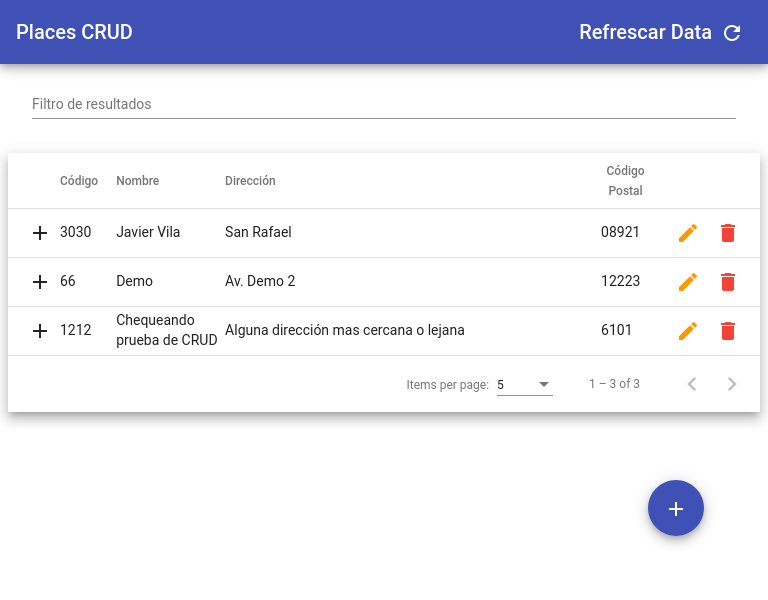 Places CRUD
Refrescar Data
Filtro de resultados
Código Nombre Dirección Código
Postal
3030 Javier Vila San Rafael 08921
66 Demo Av. Demo 2 12223
1212 Chequeando
prueba de CRUD Alguna dirección mas cercana o lejana 6101
Items per page: 5 1 – 3 of 3